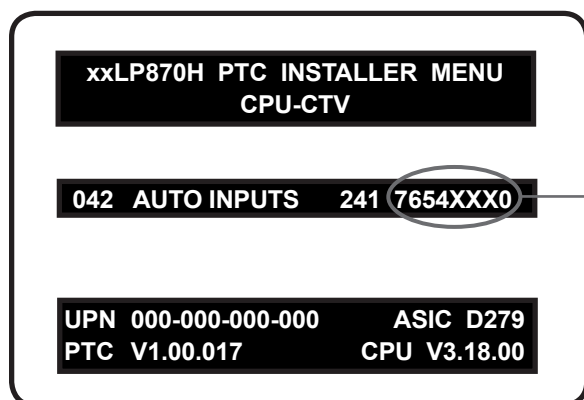 xxLP870H PTC INSTALLER MENU
CPU-CTV
042 AUTO INPUTS 241 7654XXX0
UPN 000-000-000-000 ASIC D279
PTC V1.00.017 CPU V3.18.00